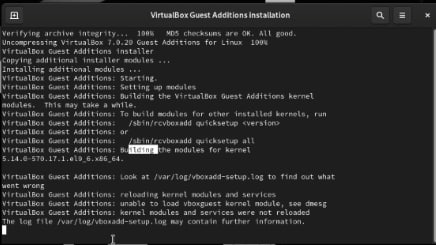 VirtualBox Guest Additions installation
Verifying archive integrity...  100%   MD5 checksums are OK. All good.
Uncompressing VirtualBox 7.0.20 Guest Additions for Linux  100%
VirtualBox Guest Additions installer
Copying additional installer modules ...
Installing additional modules ...
VirtualBox Guest Additions: Starting.
VirtualBox Guest Additions: Setting up modules
VirtualBox Guest Additions: Building the VirtualBox Guest Additions kernel
modules.  This may take a while.
VirtualBox Guest Additions: To build modules for other installed kernels, run
VirtualBox Guest Additions:   /sbin/rcvboxadd quicksetup <version>
VirtualBox Guest Additions: or
VirtualBox Guest Additions:   /sbin/rcvboxadd quicksetup all
VirtualBox Guest Additions: Building the modules for kernel
5.14.0-570.17.1.el9_6.x86_64.
VirtualBox Guest Additions: Look at /var/log/vboxadd-setup.log to find out what
went wrong
VirtualBox Guest Additions: reloading kernel modules and services
VirtualBox Guest Additions: unable to load vboxguest kernel module, see dmesg
VirtualBox Guest Additions: kernel modules and services were not reloaded
The log file /var/log/vboxadd-setup.log may contain further information.